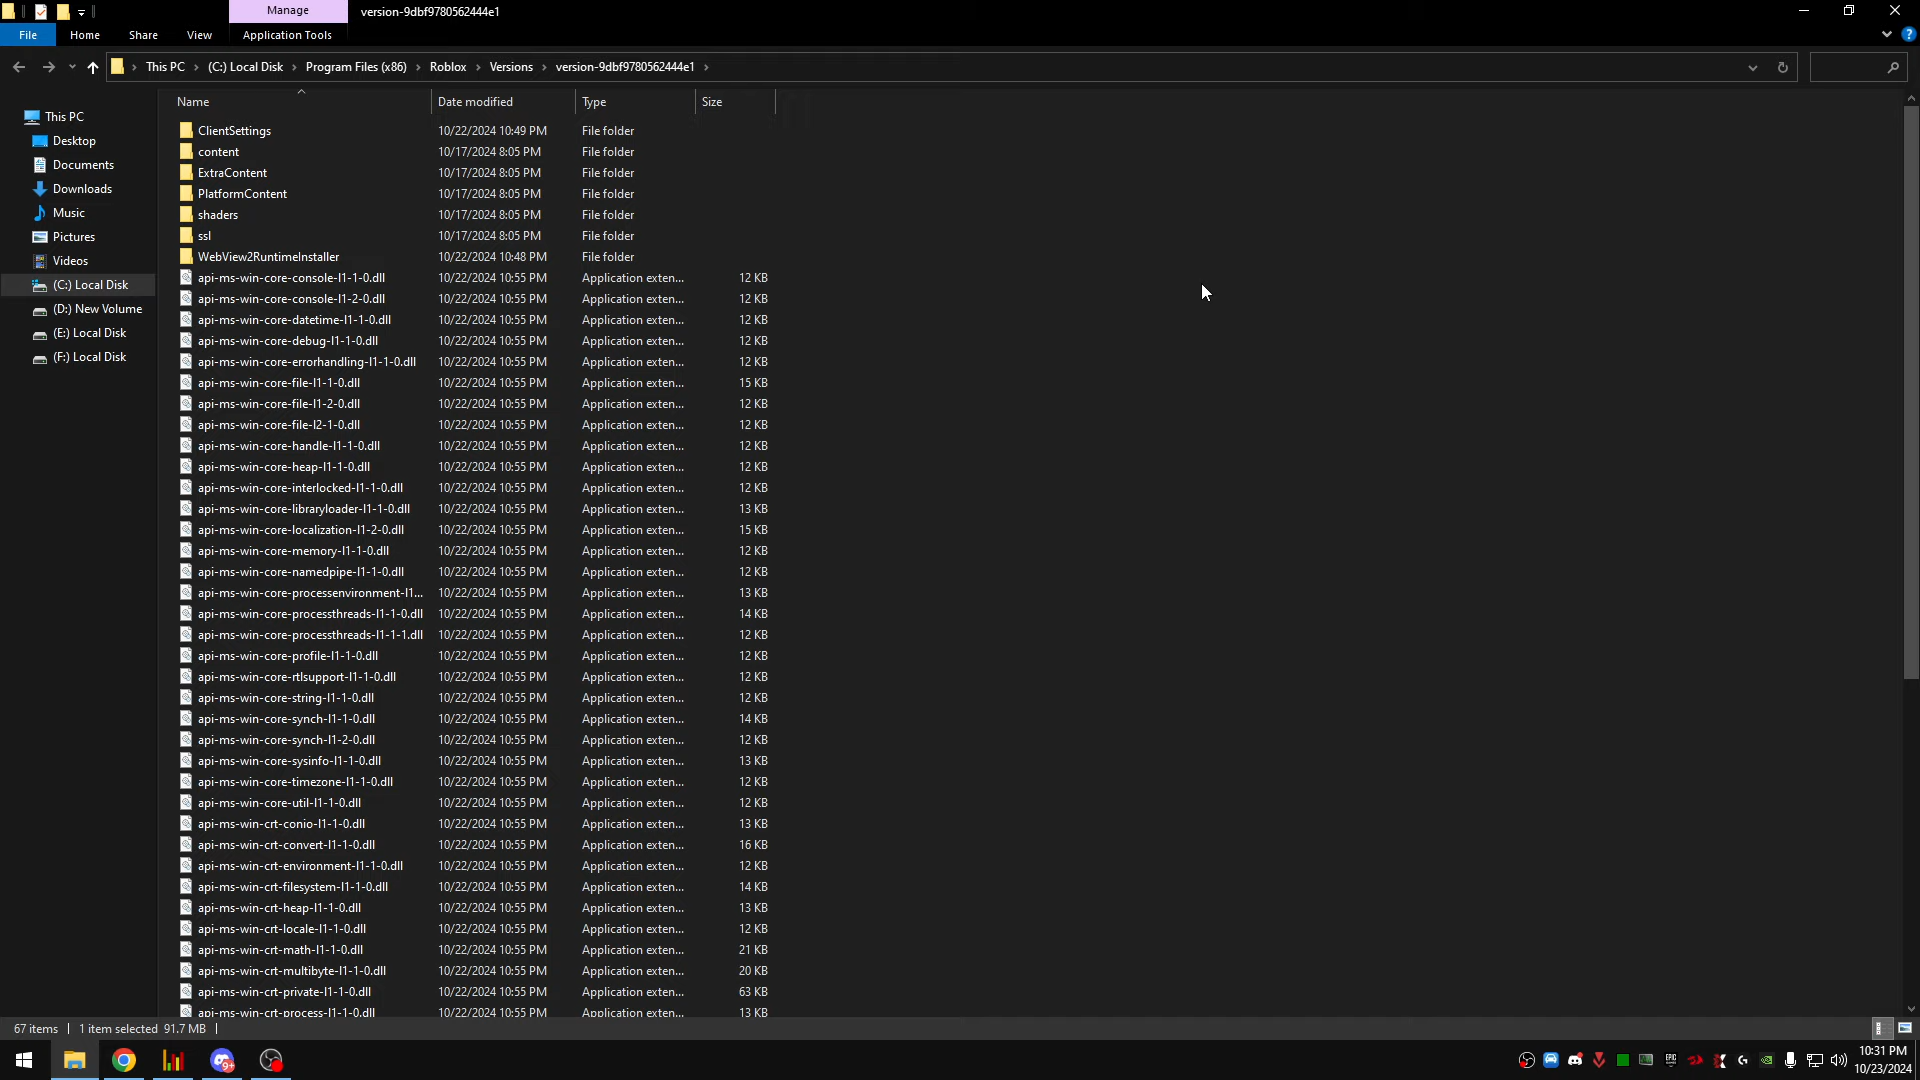 Manage
version-9dbf9780562444e1
File
Home
Share
View
Application Tools
This PC
(C:) Local Disk
Program Files (x86)
Roblox
Versions
version-9dbf9780562444e1
Name
Date modified
Type
Size
This PC
Desktop
Documents
Downloads
Music
Pictures
Videos
(C:) Local Disk
(D:) New Volume
(E:) Local Disk
(F:) Local Disk
ClientSettings 10/22/2024 10:49 PM File folder
content 10/17/2024 8:05 PM File folder
ExtraContent 10/17/2024 8:05 PM File folder
PlatformContent 10/17/2024 8:05 PM File folder
shaders 10/17/2024 8:05 PM File folder
ssl 10/17/2024 8:05 PM File folder
WebView2RuntimeInstaller 10/22/2024 10:48 PM File folder
api-ms-win-core-console-l1-1-0.dll 10/22/2024 10:55 PM Application exten... 12 KB
api-ms-win-core-console-l1-2-0.dll 10/22/2024 10:55 PM Application exten... 12 KB
api-ms-win-core-datetime-l1-1-0.dll 10/22/2024 10:55 PM Application exten... 12 KB
api-ms-win-core-debug-l1-1-0.dll 10/22/2024 10:55 PM Application exten... 12 KB
api-ms-win-core-errorhandling-l1-1-0.dll 10/22/2024 10:55 PM Application exten... 12 KB
api-ms-win-core-file-l1-1-0.dll 10/22/2024 10:55 PM Application exten... 15 KB
api-ms-win-core-file-l1-2-0.dll 10/22/2024 10:55 PM Application exten... 12 KB
api-ms-win-core-file-l2-1-0.dll 10/22/2024 10:55 PM Application exten... 12 KB
api-ms-win-core-handle-l1-1-0.dll 10/22/2024 10:55 PM Application exten... 12 KB
api-ms-win-core-heap-l1-1-0.dll 10/22/2024 10:55 PM Application exten... 12 KB
api-ms-win-core-interlocked-l1-1-0.dll 10/22/2024 10:55 PM Application exten... 12 KB
api-ms-win-core-libraryloader-l1-1-0.dll 10/22/2024 10:55 PM Application exten... 13 KB
api-ms-win-core-localization-l1-2-0.dll 10/22/2024 10:55 PM Application exten... 15 KB
api-ms-win-core-memory-l1-1-0.dll 10/22/2024 10:55 PM Application exten... 12 KB
api-ms-win-core-namedpipe-l1-1-0.dll 10/22/2024 10:55 PM Application exten... 12 KB
api-ms-win-core-processenvironment-l1... 10/22/2024 10:55 PM Application exten... 13 KB
api-ms-win-core-processthreads-l1-1-0.dll 10/22/2024 10:55 PM Application exten... 14 KB
api-ms-win-core-processthreads-l1-1-1.dll 10/22/2024 10:55 PM Application exten... 12 KB
api-ms-win-core-profile-l1-1-0.dll 10/22/2024 10:55 PM Application exten... 12 KB
api-ms-win-core-rtlsupport-l1-1-0.dll 10/22/2024 10:55 PM Application exten... 12 KB
api-ms-win-core-string-l1-1-0.dll 10/22/2024 10:55 PM Application exten... 12 KB
api-ms-win-core-synch-l1-1-0.dll 10/22/2024 10:55 PM Application exten... 14 KB
api-ms-win-core-synch-l1-2-0.dll 10/22/2024 10:55 PM Application exten... 12 KB
api-ms-win-core-sysinfo-l1-1-0.dll 10/22/2024 10:55 PM Application exten... 13 KB
api-ms-win-core-timezone-l1-1-0.dll 10/22/2024 10:55 PM Application exten... 12 KB
api-ms-win-core-util-l1-1-0.dll 10/22/2024 10:55 PM Application exten... 12 KB
api-ms-win-crt-conio-l1-1-0.dll 10/22/2024 10:55 PM Application exten... 13 KB
api-ms-win-crt-convert-l1-1-0.dll 10/22/2024 10:55 PM Application exten... 16 KB
api-ms-win-crt-environment-l1-1-0.dll 10/22/2024 10:55 PM Application exten... 12 KB
api-ms-win-crt-filesystem-l1-1-0.dll 10/22/2024 10:55 PM Application exten... 14 KB
api-ms-win-crt-heap-l1-1-0.dll 10/22/2024 10:55 PM Application exten... 13 KB
api-ms-win-crt-locale-l1-1-0.dll 10/22/2024 10:55 PM Application exten... 12 KB
api-ms-win-crt-math-l1-1-0.dll 10/22/2024 10:55 PM Application exten... 21 KB
api-ms-win-crt-multibyte-l1-1-0.dll 10/22/2024 10:55 PM Application exten... 20 KB
api-ms-win-crt-private-l1-1-0.dll 10/22/2024 10:55 PM Application exten... 63 KB
api-ms-win-crt-process-l1-1-0.dll 10/22/2024 10:55 PM Application exten... 13 KB
67 items
1 item selected 91.7 MB
9+
EPIC
10:31 PM
10/23/2024